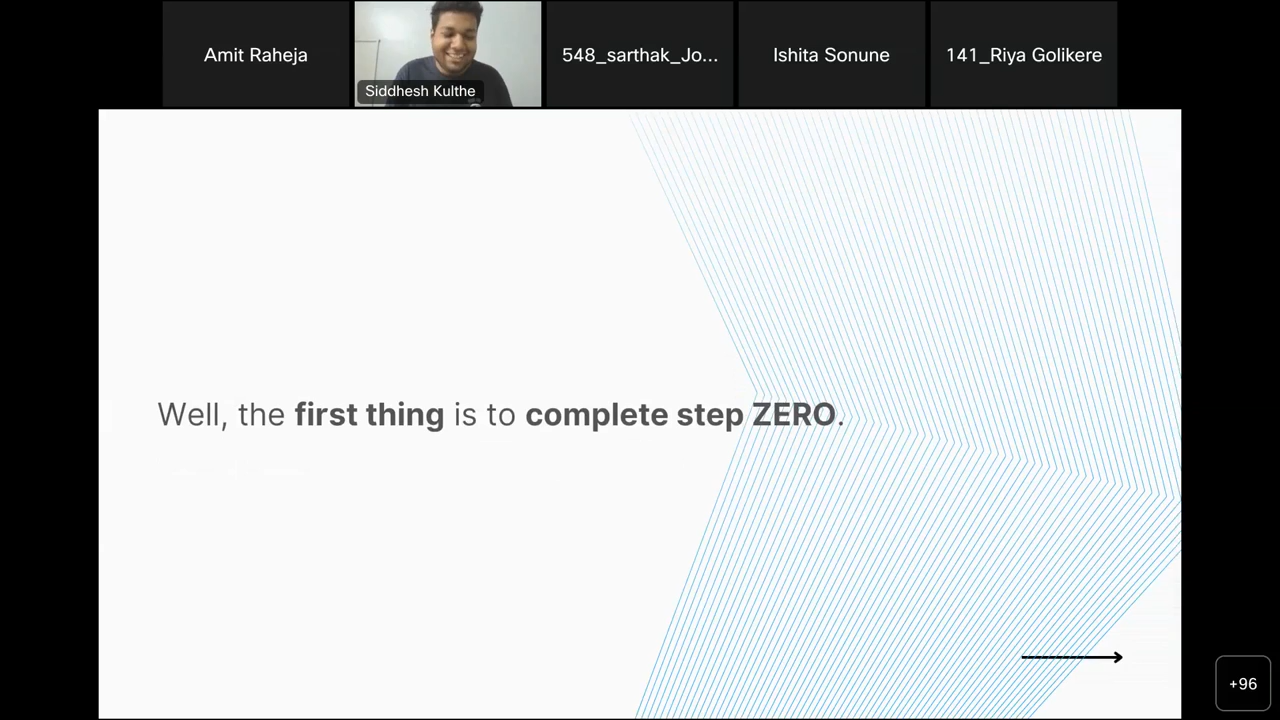 Amit Raheja
Siddhesh Kulthe
548_sarthak_Jo...
Ishita Sonune
141_Riya Golikere
Well, the first thing is to complete step ZERO.
+96